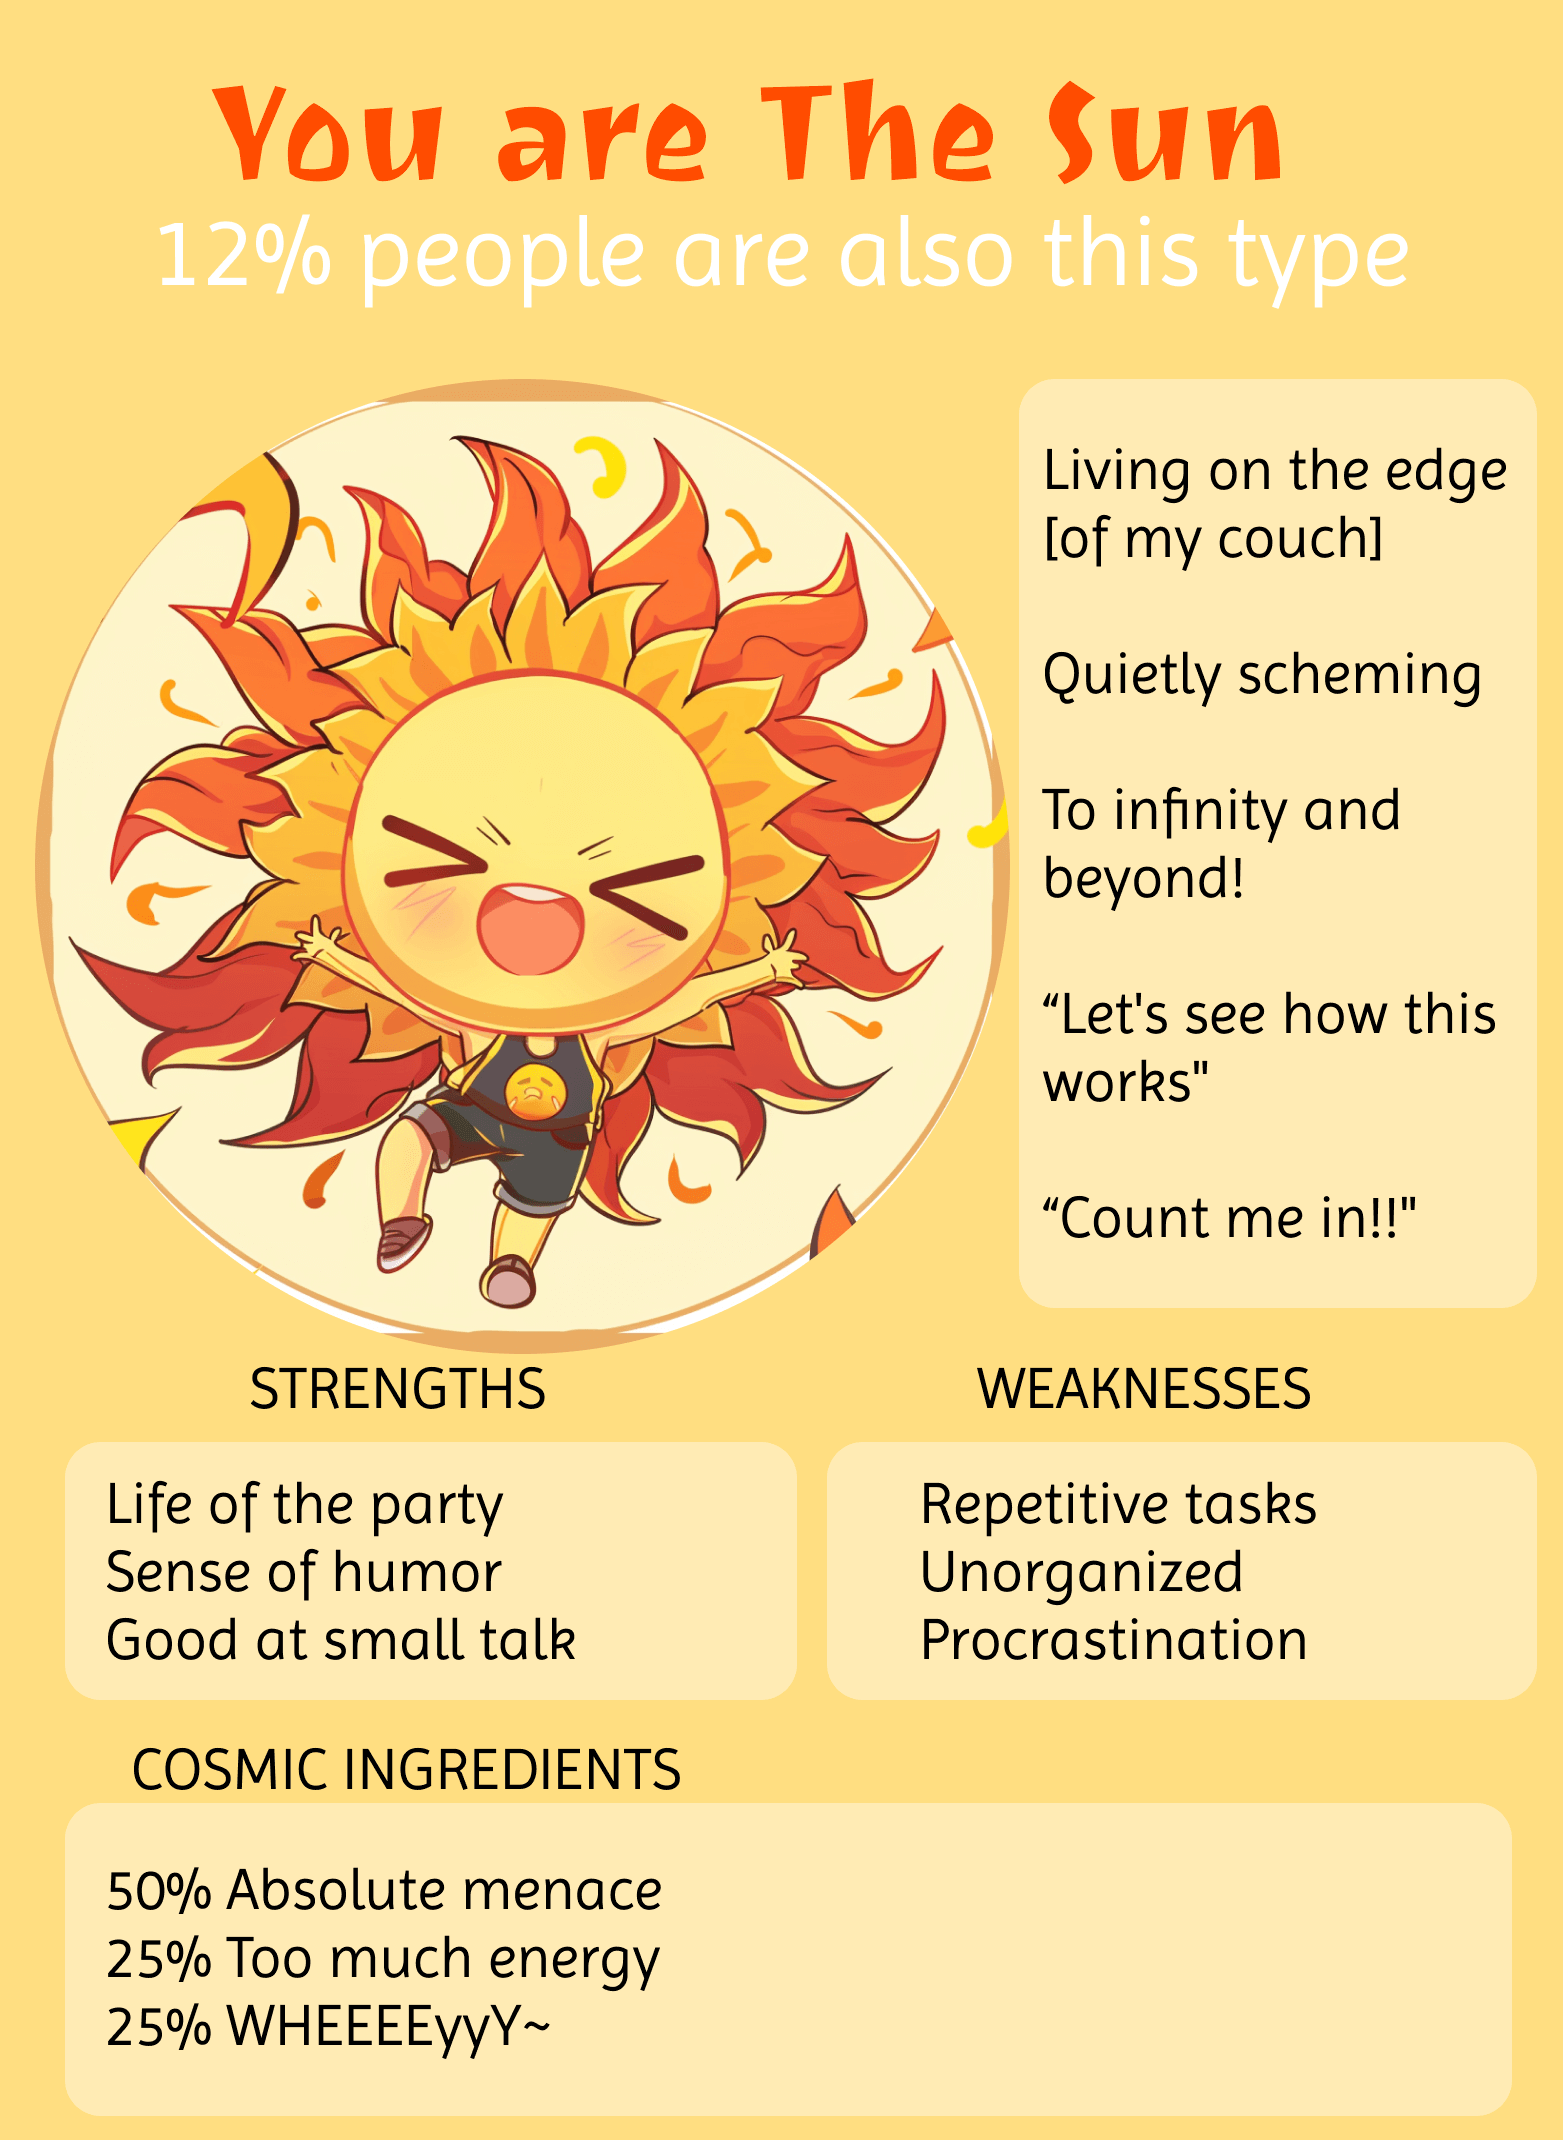 You are The Sun
12% people are also this type
Living on the edge
[of my couch]
Quietly scheming
To infinity and
beyond!
“Let's see how this
works"
“Count me in!!"
STRENGTHS
Life of the party
Sense of humor
Good at small talk
WEAKNESSES
Repetitive tasks
Unorganized
Procrastination
COSMIC INGREDIENTS
50% Absolute menace
25% Too much energy
25% WHEEEEyyY~